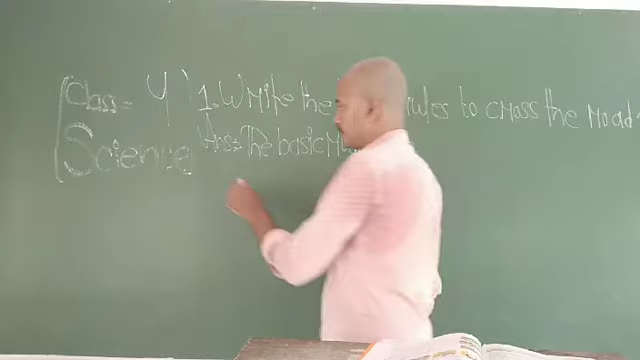 Class= 4
Science
1. Write the rules to cross the road.
Ans: The basic